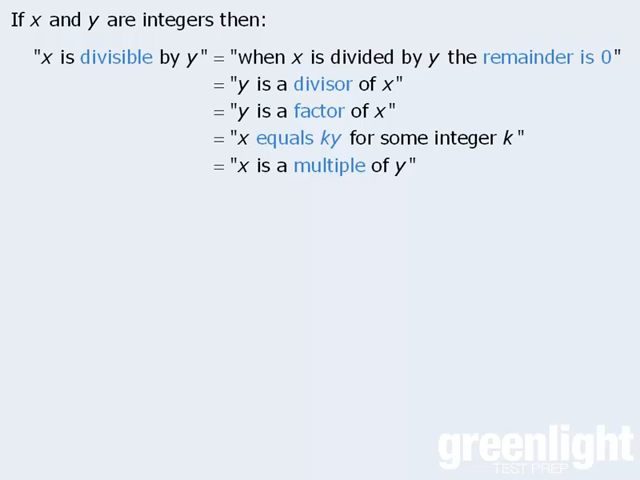 If x and y are integers then:
"x is divisible by y" = "when x is divided by y the remainder is 0"
= "y is a divisor of x"
= "y is a factor of x"
= "x equals ky for some integer k"
= "x is a multiple of y"
greenlight
TEST PREP